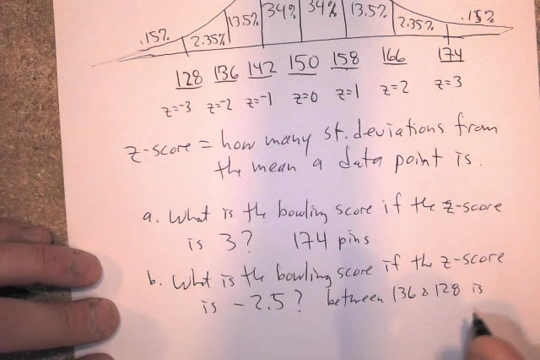 13.5% 34% 34% 13.5%
.15% 2.35% 2.35% .15%
128 136 142 150 158 166 174
z=-3 z=-2 z=-1 z=0 z=1 z=2 z=3
z-score = how many st. deviations from
the mean a data point is.
a. What is the bowling score if the z-score
is 3? 174 pins
b. What is the bowling score if the z-score
is -2.5? between 136 & 128 is